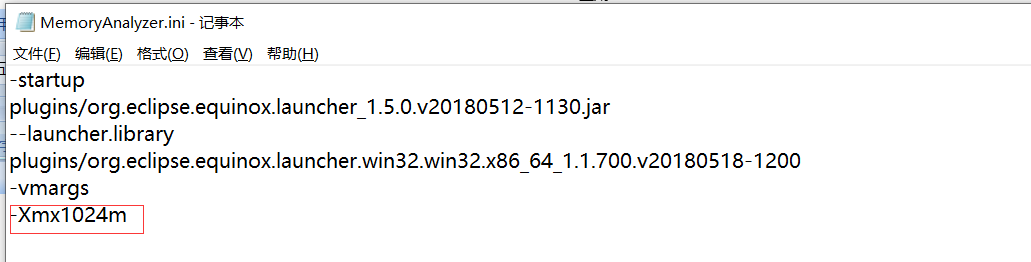 MemoryAnalyzer.ini - 记事本
文件(F) 编辑(E) 格式(O) 查看(V) 帮助(H)
-startup
plugins/org.eclipse.equinox.launcher_1.5.0.v20180512-1130.jar
--launcher.library
plugins/org.eclipse.equinox.launcher.win32.win32.x86_64_1.1.700.v20180518-1200
-vmargs
-Xmx1024m